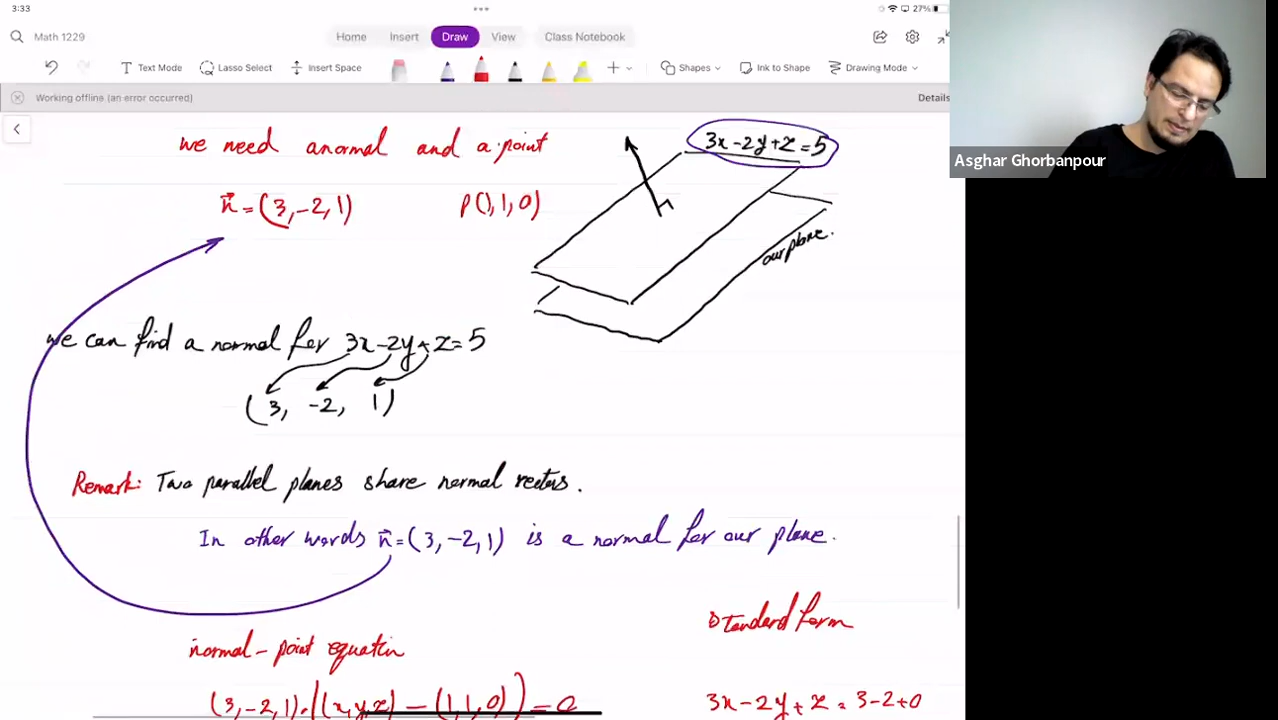 3:33
27%
Math 1229
Home Insert Draw View Class Notebook
Text Mode Lasso Select Insert Space Shapes Ink to Shape Drawing Mode
Working offline (an error occurred) Details
Asghar Ghorbanpour
we need a normal and a point
3x-2y+z=5
n⃗=(3,-2,1) P(1,1,0)
our plane.
we can find a normal for 3x-2y+z=5
(3, -2, 1)
Remark: Two parallel planes share normal vectors.
In other words n⃗=(3,-2,1) is a normal for our plane.
Standard form
normal-point equation
(3,-2,1)·((x,y,z)-(1,1,0))=0
3x-2y+z=3-2+0